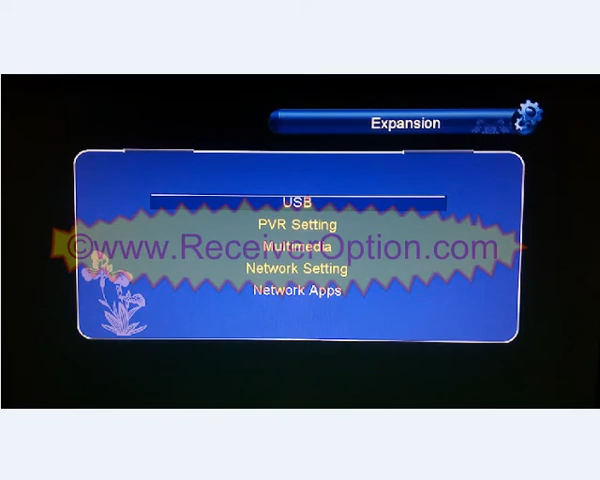 Expansion
USB
PVR Setting
©www.ReceiverOption.com
Multimedia
Network Setting
Network Apps